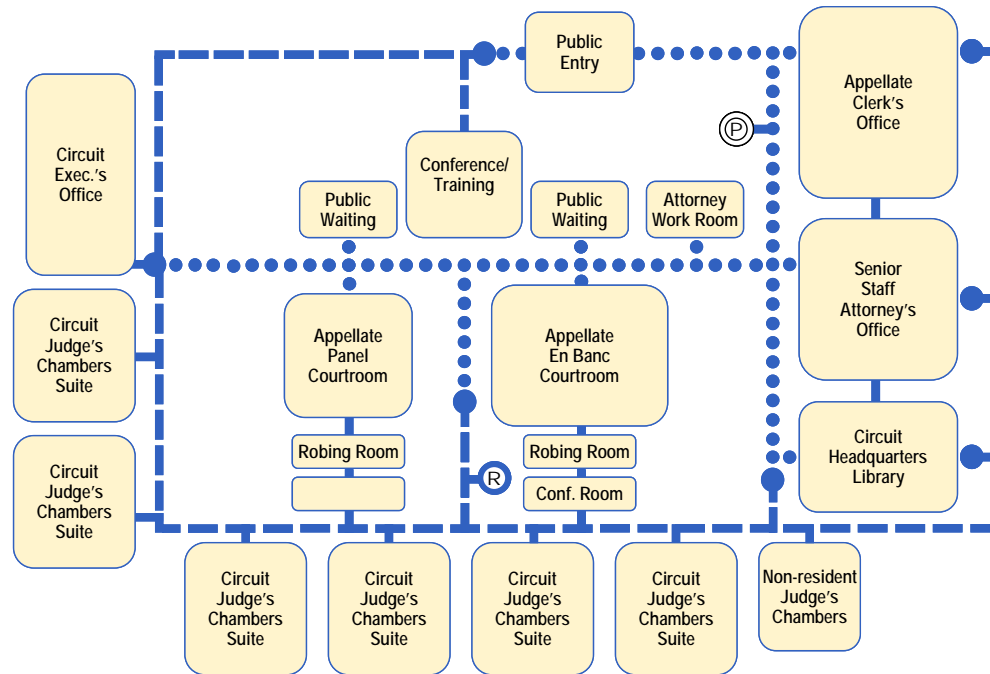 Public
Entry
Appellate
Clerk's
Office
P
Circuit
Exec.'s
Office
Conference/
Training
Public
Waiting
Public
Waiting
Attorney
Work Room
Senior
Staff
Attorney's
Office
Circuit
Judge's
Chambers
Suite
Appellate
Panel
Courtroom
Appellate
En Banc
Courtroom
Circuit
Headquarters
Library
Robing Room
Robing Room
R
Conf. Room
Circuit
Judge's
Chambers
Suite
Circuit
Judge's
Chambers
Suite
Circuit
Judge's
Chambers
Suite
Circuit
Judge's
Chambers
Suite
Circuit
Judge's
Chambers
Suite
Non-resident
Judge's
Chambers